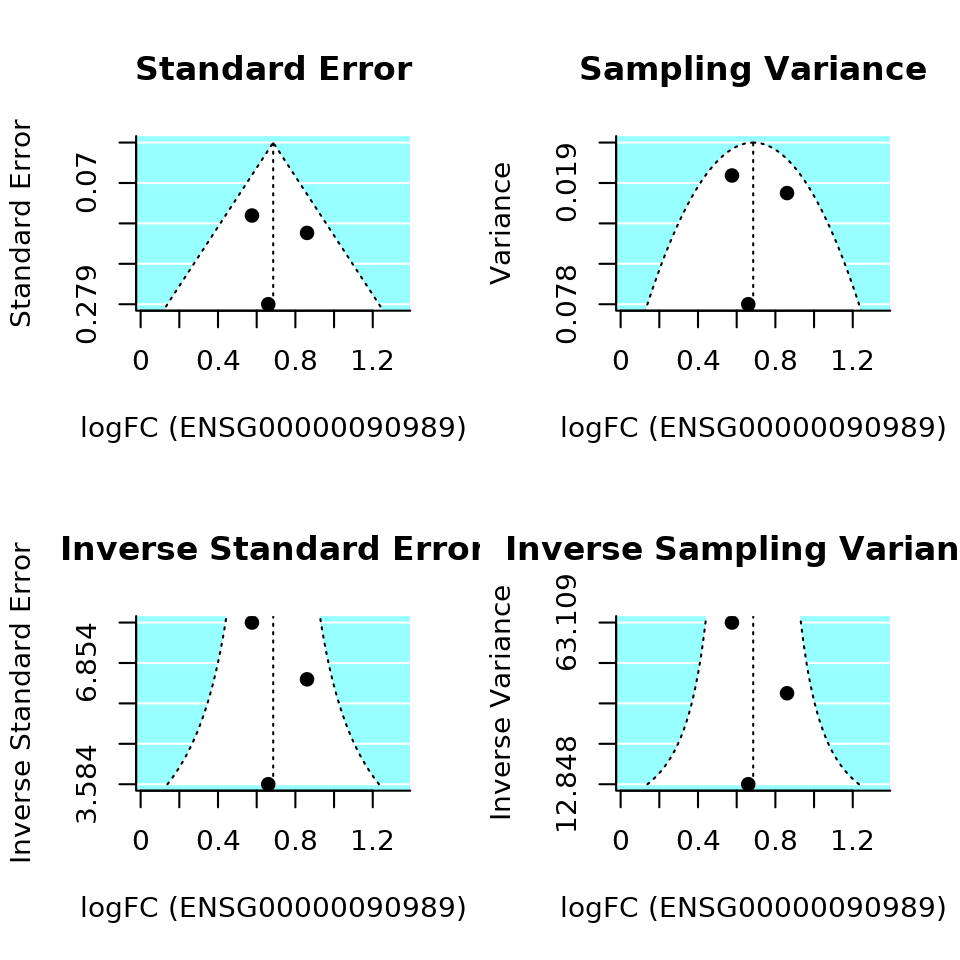 Standard Error
Standard Error
0.07
0.279
0 0.4 0.8 1.2
logFC (ENSG00000090989)
Sampling Variance
Variance
0.019
0.078
0 0.4 0.8 1.2
logFC (ENSG00000090989)
Inverse Standard Error
Inverse Standard Error
6.854
3.584
0 0.4 0.8 1.2
logFC (ENSG00000090989)
Inverse Sampling Varian
Inverse Variance
63.109
12.848
0 0.4 0.8 1.2
logFC (ENSG00000090989)